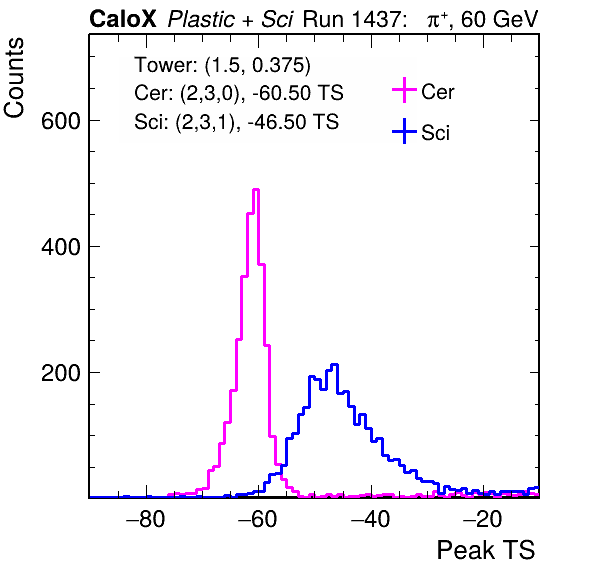 CaloX Plastic + Sci Run 1437: π+, 60 GeV
Counts
Tower: (1.5, 0.375)
Cer: (2,3,0), -60.50 TS
Sci: (2,3,1), -46.50 TS
Cer
Sci
600
400
200
−80 −60 −40 −20
Peak TS